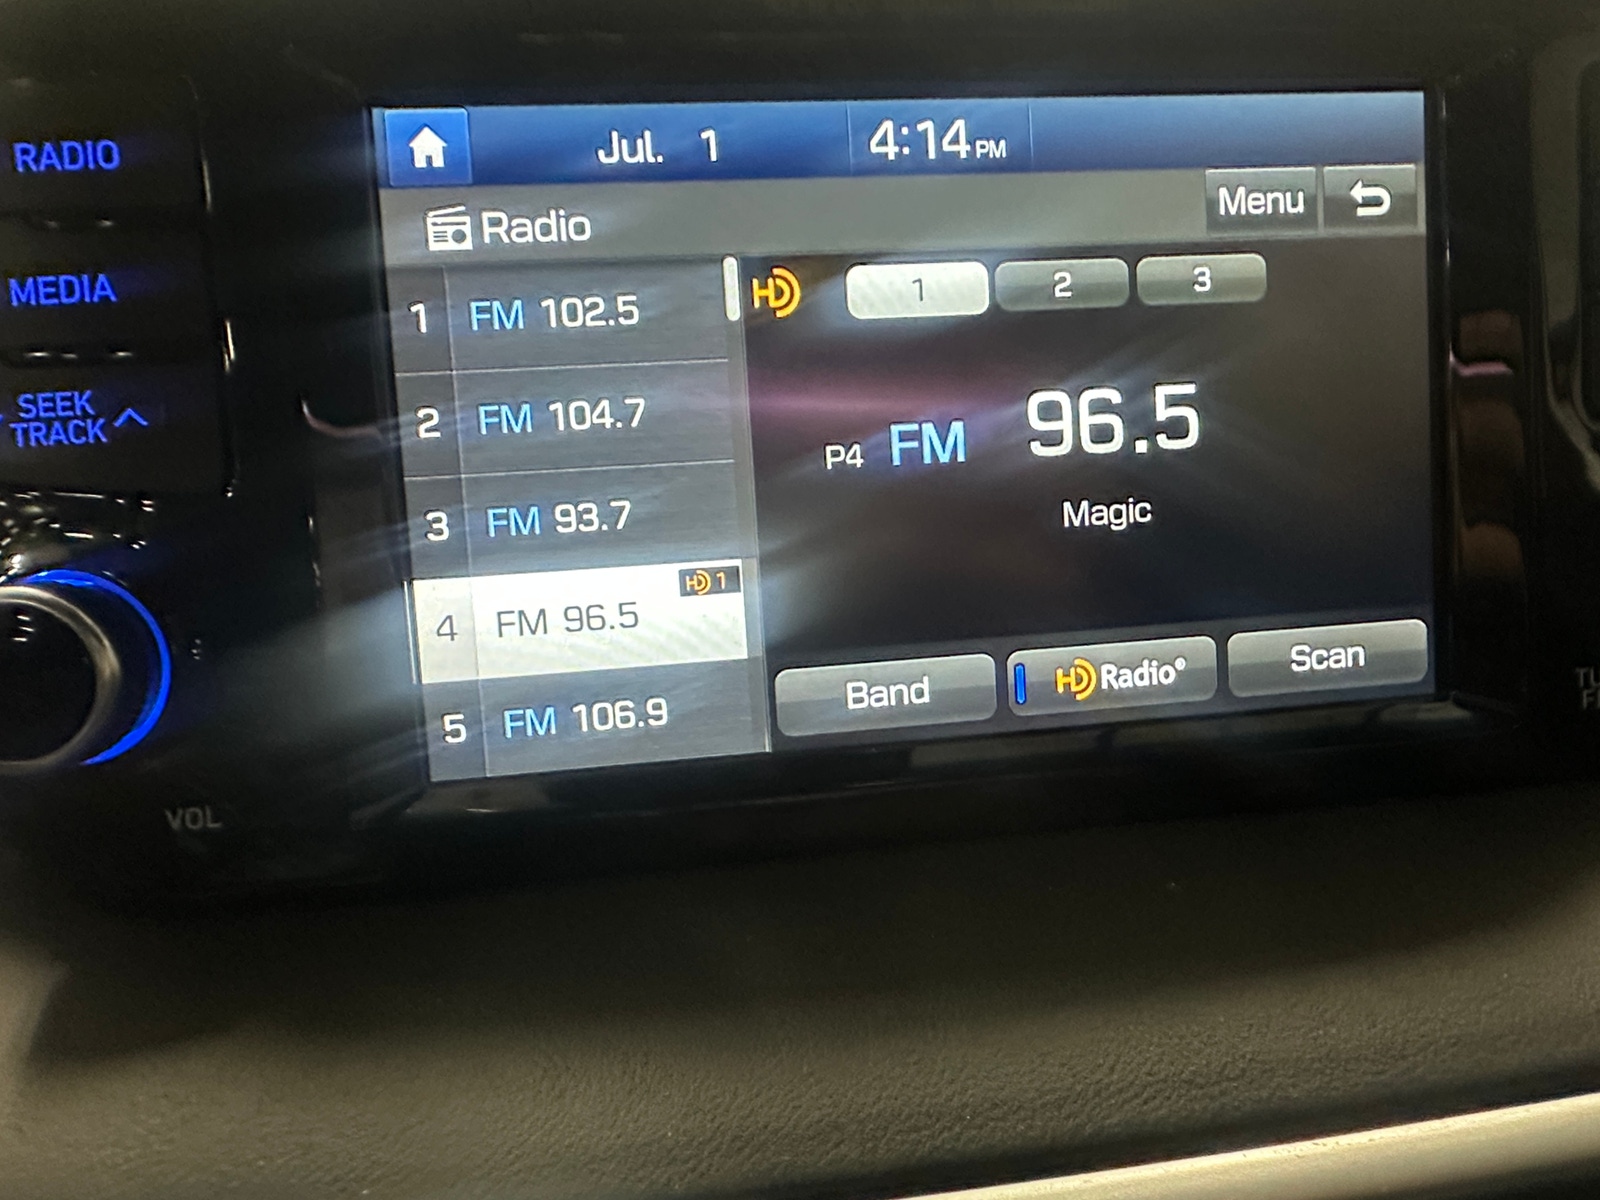 RADIO
MEDIA
SEEK
TRACK
VOL
Jul. 1
4:14 PM
Radio
Menu
1 FM 102.5
2 FM 104.7
3 FM 93.7
4 FM 96.5 HD 1
5 FM 106.9
HD 1 2 3
P4 FM 96.5
Magic
Band
HD Radio®
Scan